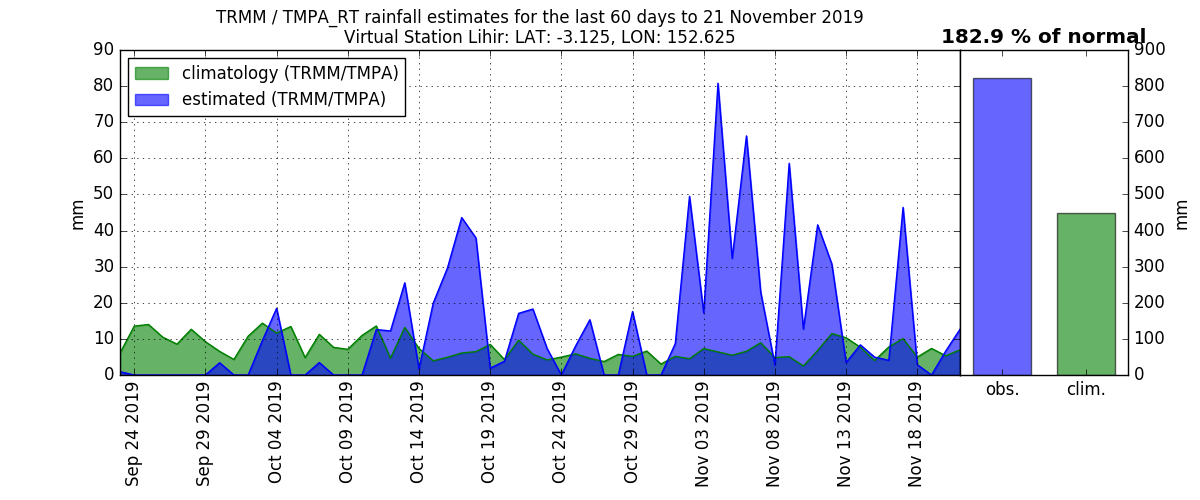 TRMM / TMPA_RT rainfall estimates for the last 60 days to 21 November 2019
Virtual Station Lihir: LAT: -3.125, LON: 152.625
182.9 % of normal
climatology (TRMM/TMPA)
estimated (TRMM/TMPA)
mm
90
80
70
60
50
40
30
20
10
0
Sep 24 2019
Sep 29 2019
Oct 04 2019
Oct 09 2019
Oct 14 2019
Oct 19 2019
Oct 24 2019
Oct 29 2019
Nov 03 2019
Nov 08 2019
Nov 13 2019
Nov 18 2019
obs.
clim.
900
800
700
600
500
400
300
200
100
0
mm